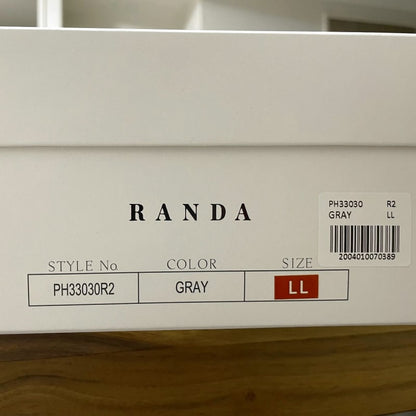 RANDA
PH33030 R2
GRAY LL
2004010070389
STYLE No. COLOR SIZE
PH33030R2 GRAY LL